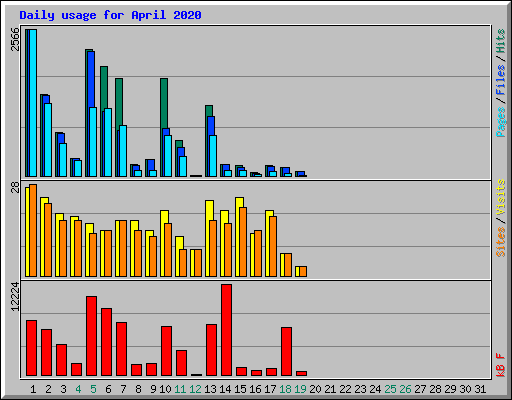 Daily usage for April 2020
2566
Pages / Files / Hits
28
Sites / Visits
12224
kB F
1 2 3 4 5 6 7 8 9 10 11 12 13 14 15 16 17 18 19 20 21 22 23 24 25 26 27 28 29 30 31